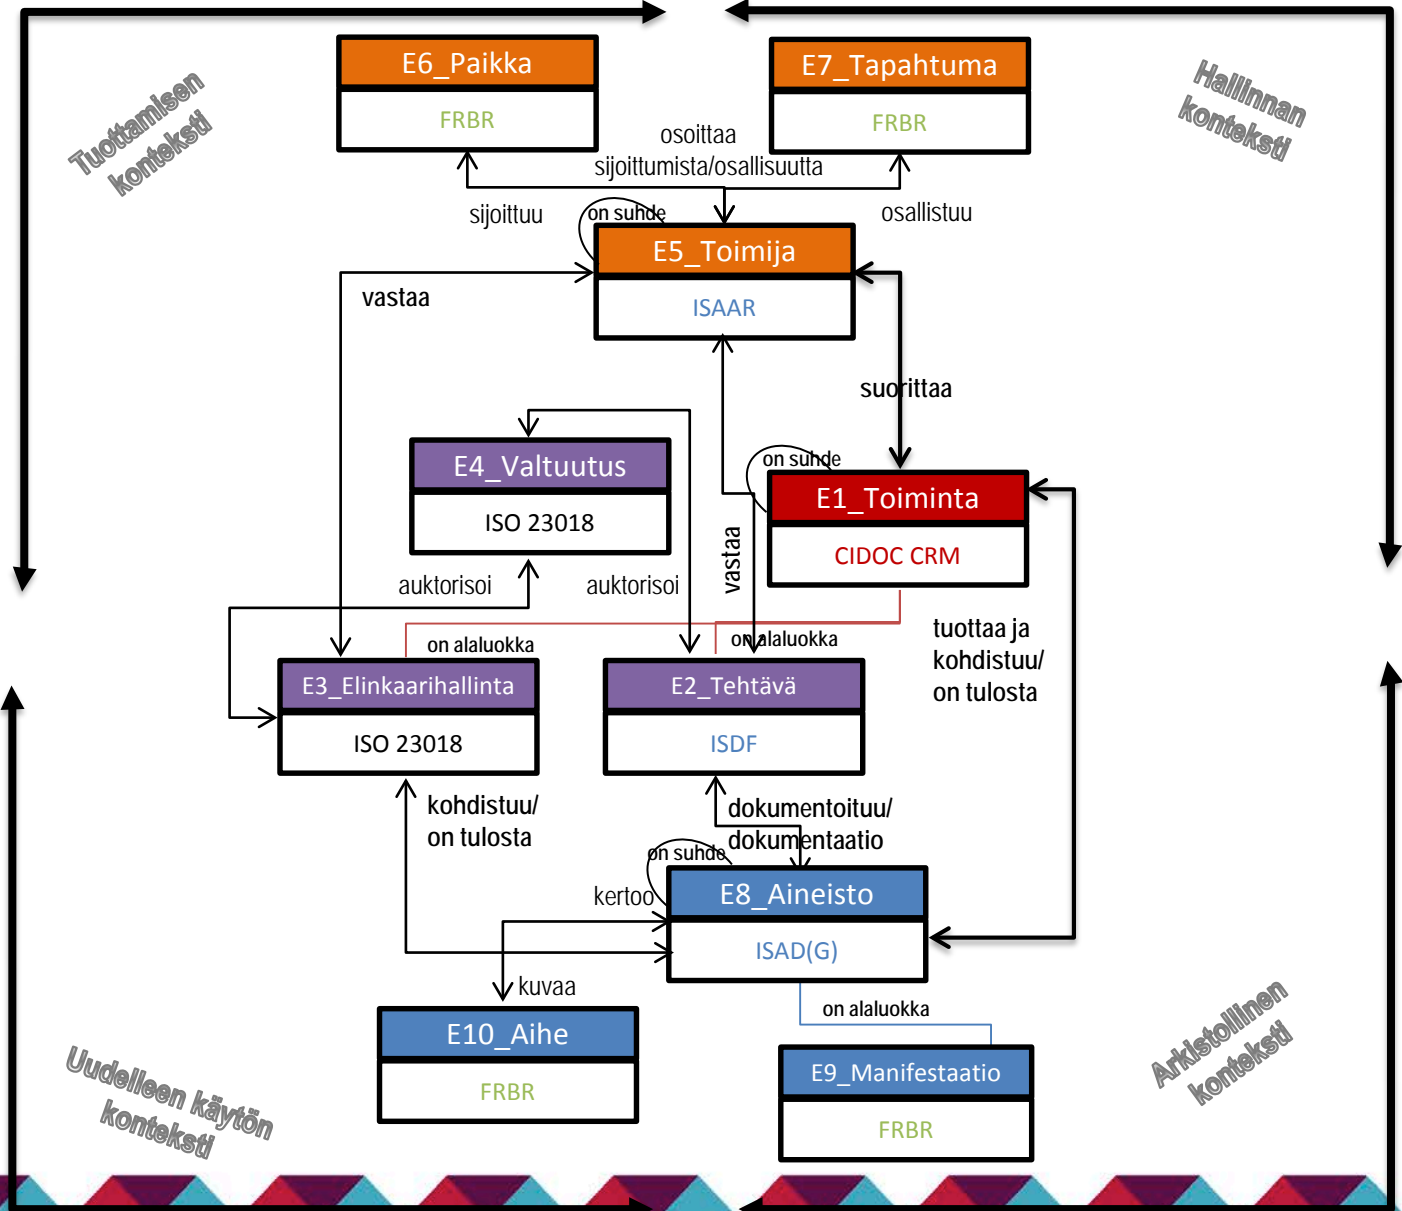 E6_Paikka
FRBR
E7_Tapahtuma
FRBR
Tuottamisen
konteksti
Hallinnan
konteksti
osoittaa
sijoittumista/osallisuutta
sijoittuu
on suhde
osallistuu
E5_Toimija
ISAAR
vastaa
suorittaa
E4_Valtuutus
ISO 23018
on suhde
E1_Toiminta
CIDOC CRM
auktorisoi
auktorisoi
vastaa
on alaluokka
on alaluokka
tuottaa ja
kohdistuu/
on tulosta
E3_Elinkaarihallinta
ISO 23018
E2_Tehtävä
ISDF
kohdistuu/
on tulosta
dokumentoituu/
dokumentaatio
on suhde
kertoo
E8_Aineisto
ISAD(G)
kuvaa
on alaluokka
E10_Aihe
FRBR
E9_Manifestaatio
FRBR
Uudelleen käytön
konteksti
Arkistollinen
konteksti